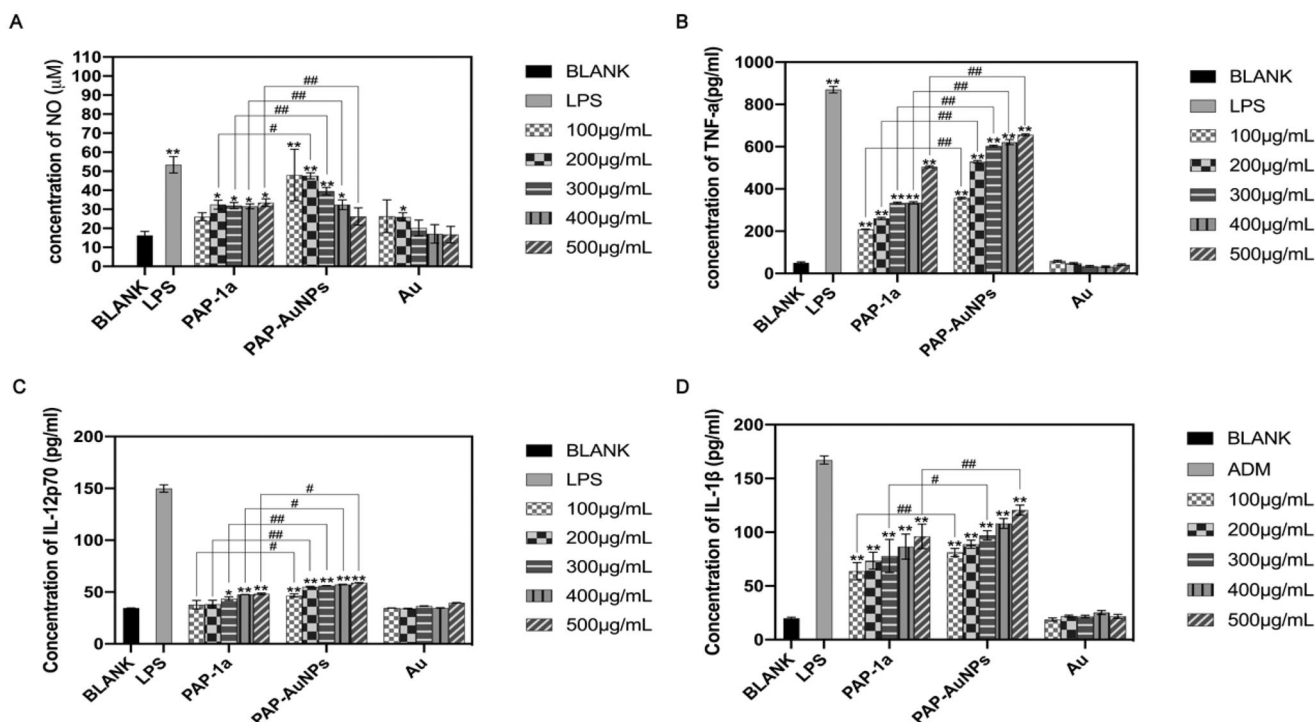 A
concentration of NO (μM)
110
100
90
80
70
60
50
40
30
20
10
0
**
*
*
*
*
*
**
**
**
*
*
#
##
##
##
BLANK
LPS
PAP-1a
PAP-AuNPs
Au
BLANK
LPS
100μg/mL
200μg/mL
300μg/mL
400μg/mL
500μg/mL
B
concentration of TNF-a(pg/ml)
1000
800
600
400
200
0
**
**
**
**
**
**
**
**
**
**
**
##
##
##
##
##
BLANK
LPS
PAP-1a
PAP-AuNPs
Au
BLANK
LPS
100μg/mL
200μg/mL
300μg/mL
400μg/mL
500μg/mL
C
Concentration of IL-12p70 (pg/ml)
200
150
100
50
0
*
**
**
**
**
**
**
**
#
##
##
#
#
BLANK
LPS
PAP-1a
PAP-AuNPs
Au
BLANK
LPS
100μg/mL
200μg/mL
300μg/mL
400μg/mL
500μg/mL
D
Concentration of IL-1β (pg/ml)
200
150
100
50
0
**
**
**
**
**
**
**
**
**
**
##
#
##
BLANK
LPS
PAP-1a
PAP-AuNPs
Au
BLANK
ADM
100μg/mL
200μg/mL
300μg/mL
400μg/mL
500μg/mL